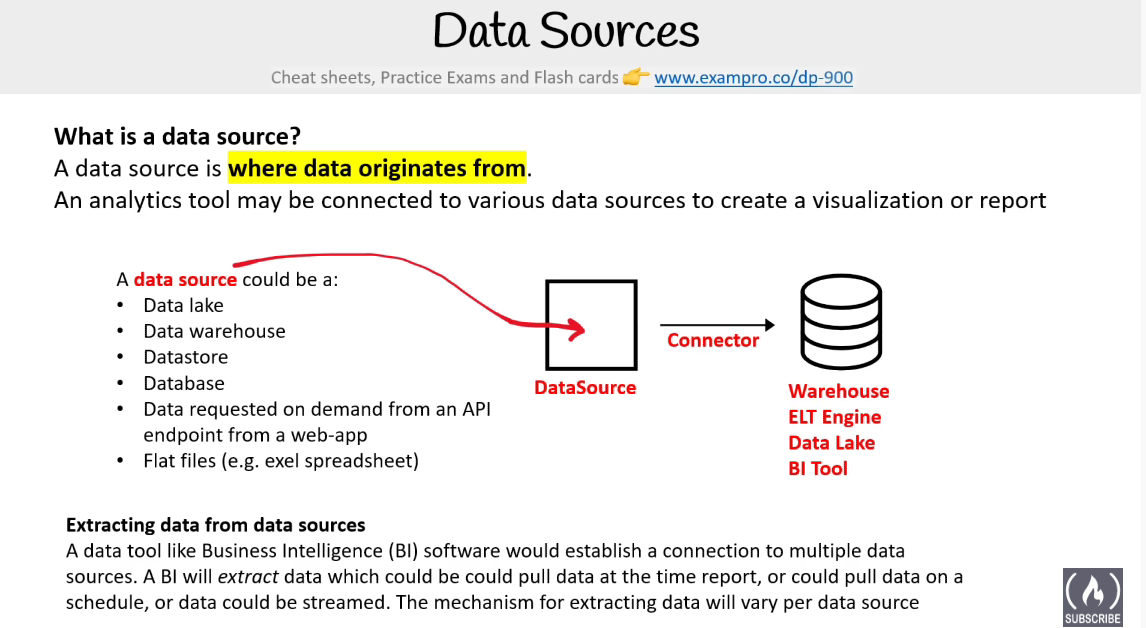 Data Sources
Cheat sheets, Practice Exams and Flash cards 👉 www.exampro.co/dp-900
What is a data source?
A data source is where data originates from.
An analytics tool may be connected to various data sources to create a visualization or report
A data source could be a:
• Data lake
• Data warehouse
• Datastore
• Database
• Data requested on demand from an API
endpoint from a web-app
• Flat files (e.g. exel spreadsheet)
DataSource
Connector
Warehouse
ELT Engine
Data Lake
BI Tool
Extracting data from data sources
A data tool like Business Intelligence (BI) software would establish a connection to multiple data
sources. A BI will extract data which could be could pull data at the time report, or could pull data on a
schedule, or data could be streamed. The mechanism for extracting data will vary per data source
SUBSCRIBE